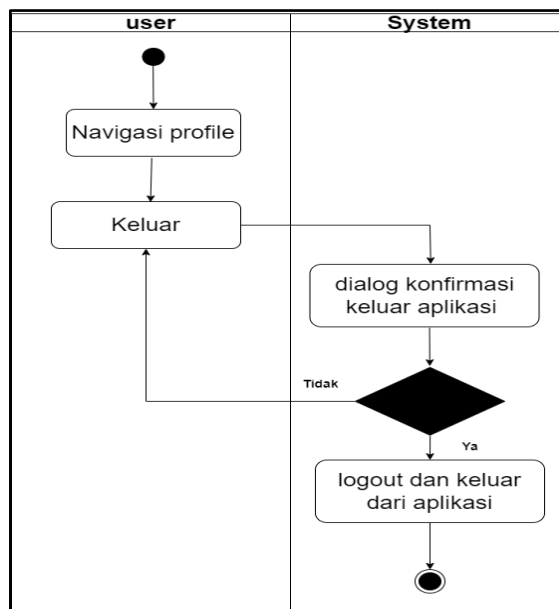 user
System
Navigasi profile
Keluar
dialog konfirmasi
keluar aplikasi
Tidak
Ya
logout dan keluar
dari aplikasi